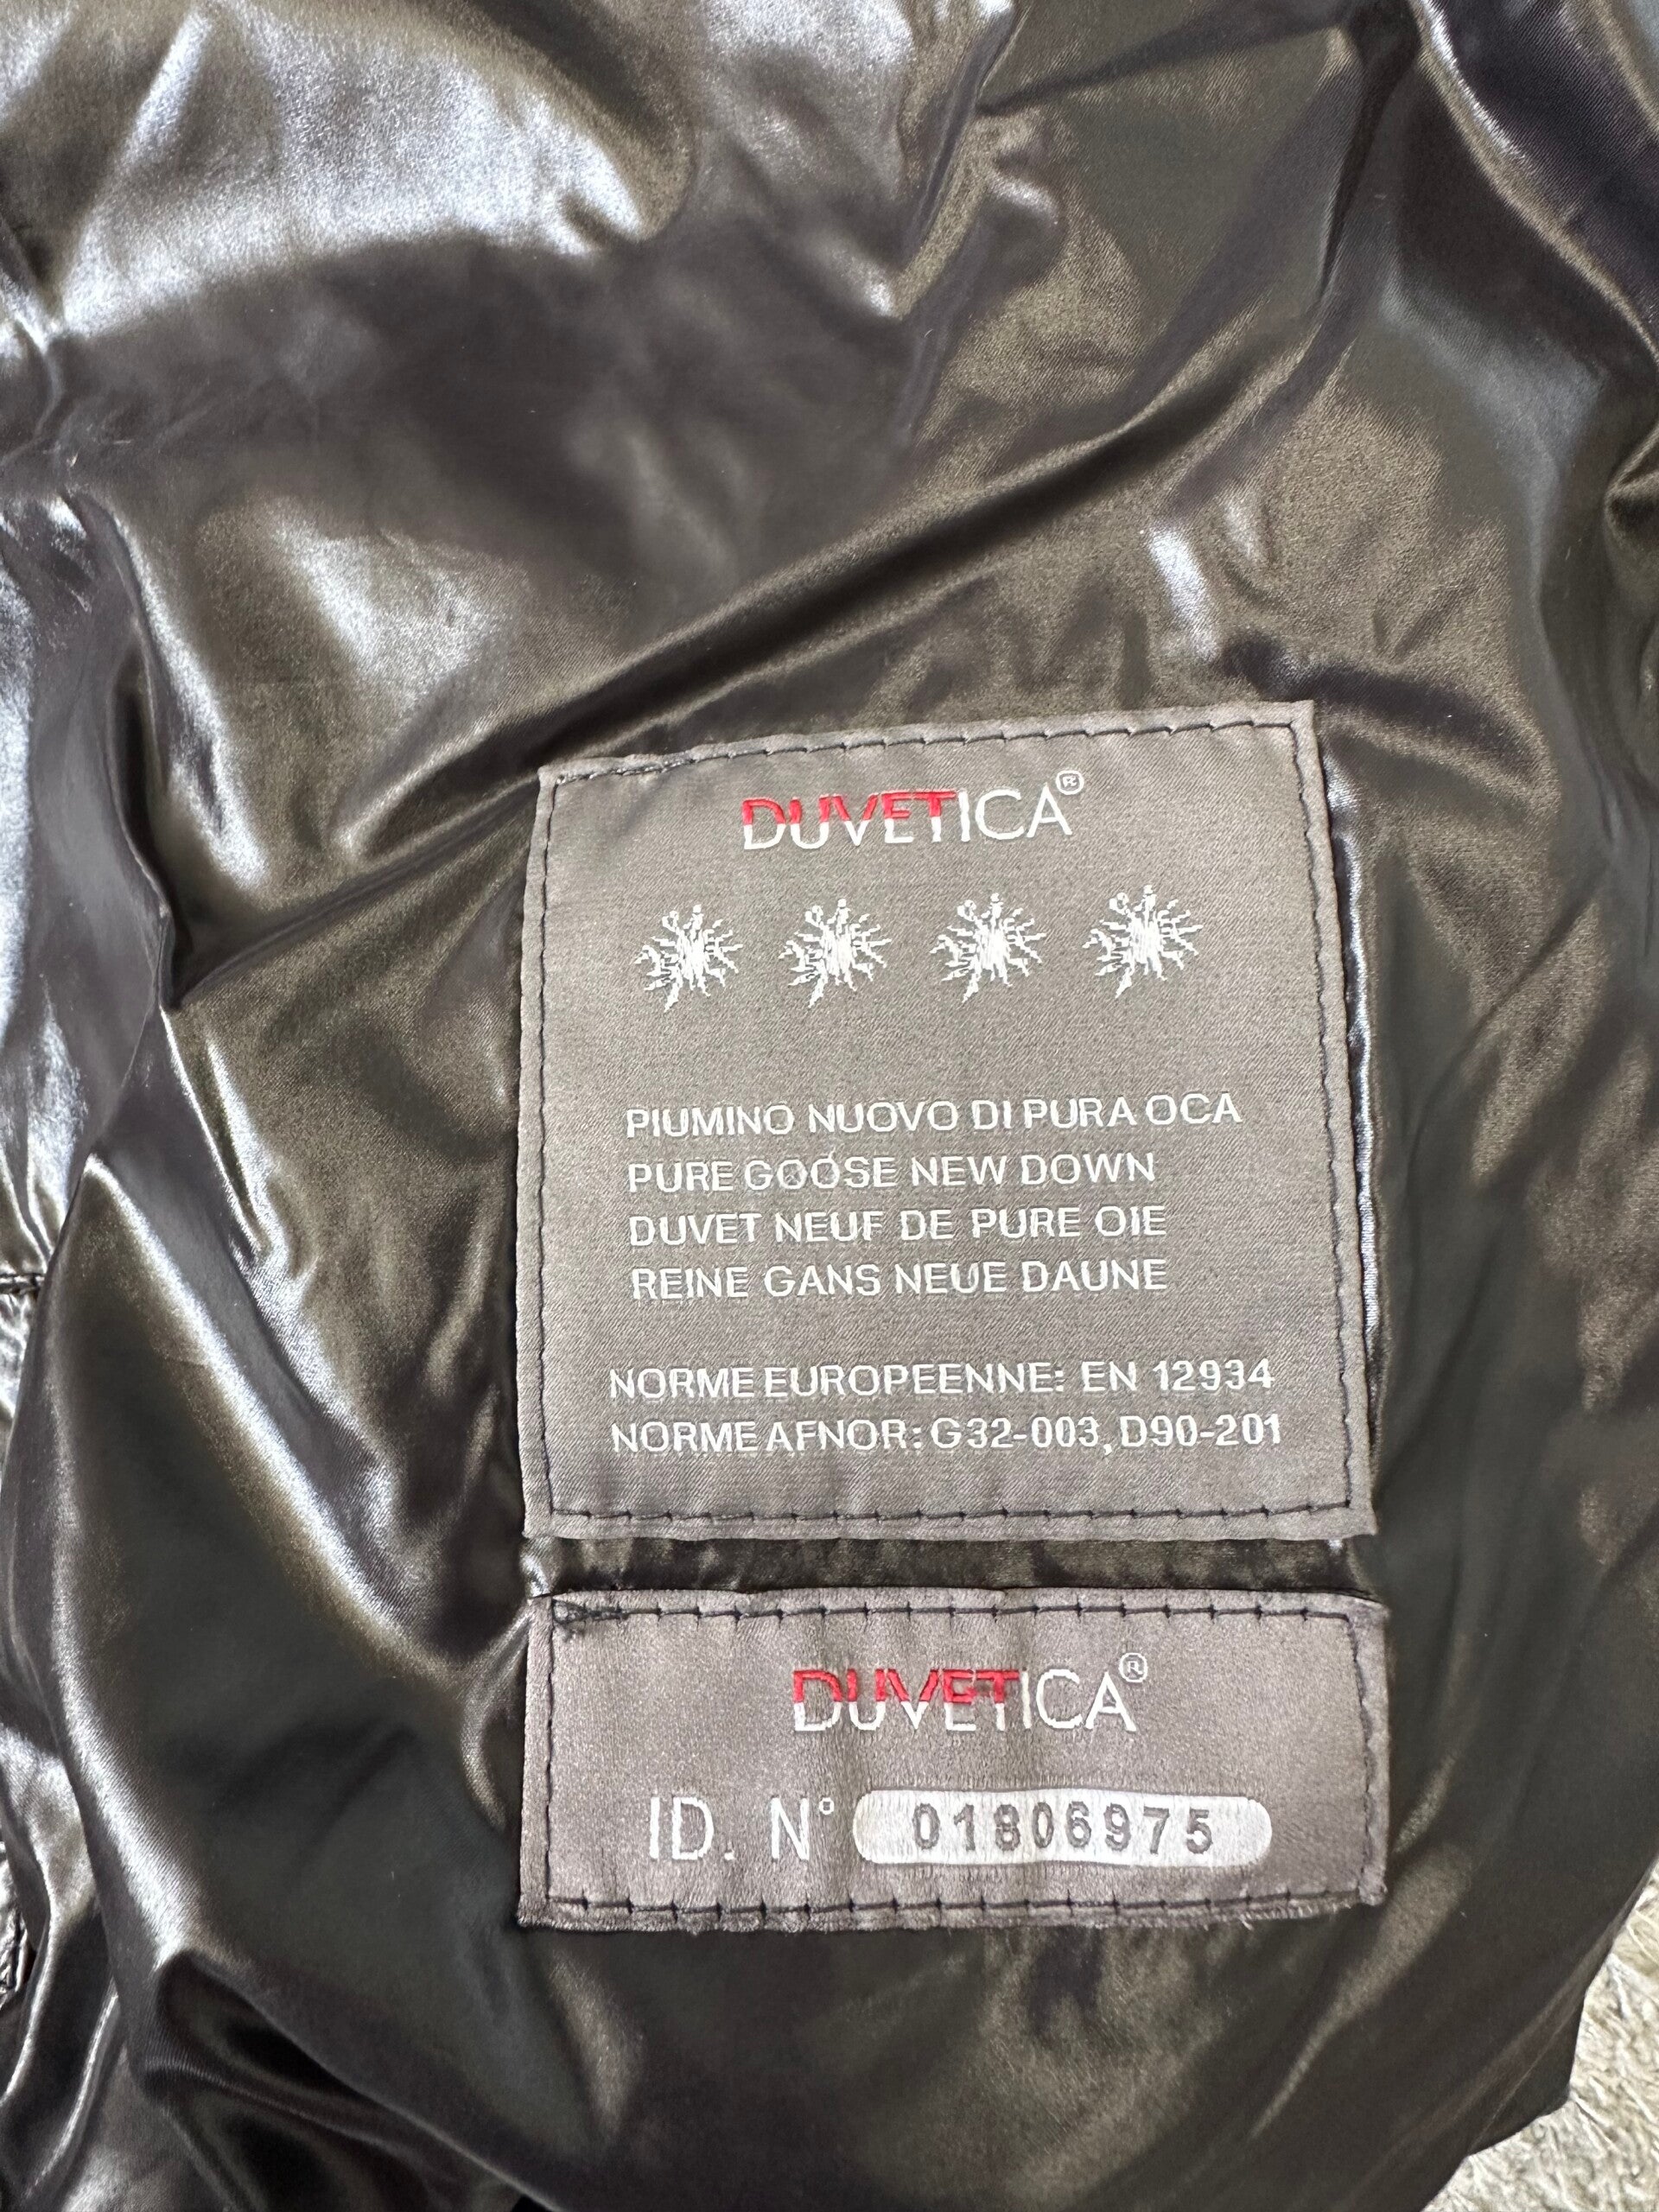 DUVETICA®
PIUMINO NUOVO DI PURA OCA
PURE GOOSE NEW DOWN
DUVET NEUF DE PURE OIE
REINE GANS NEUE DAUNE
NORME EUROPEENNE: EN 12934
NORME AFNOR: G32-003, D90-201
DUVETICA®
ID. N° 01806975